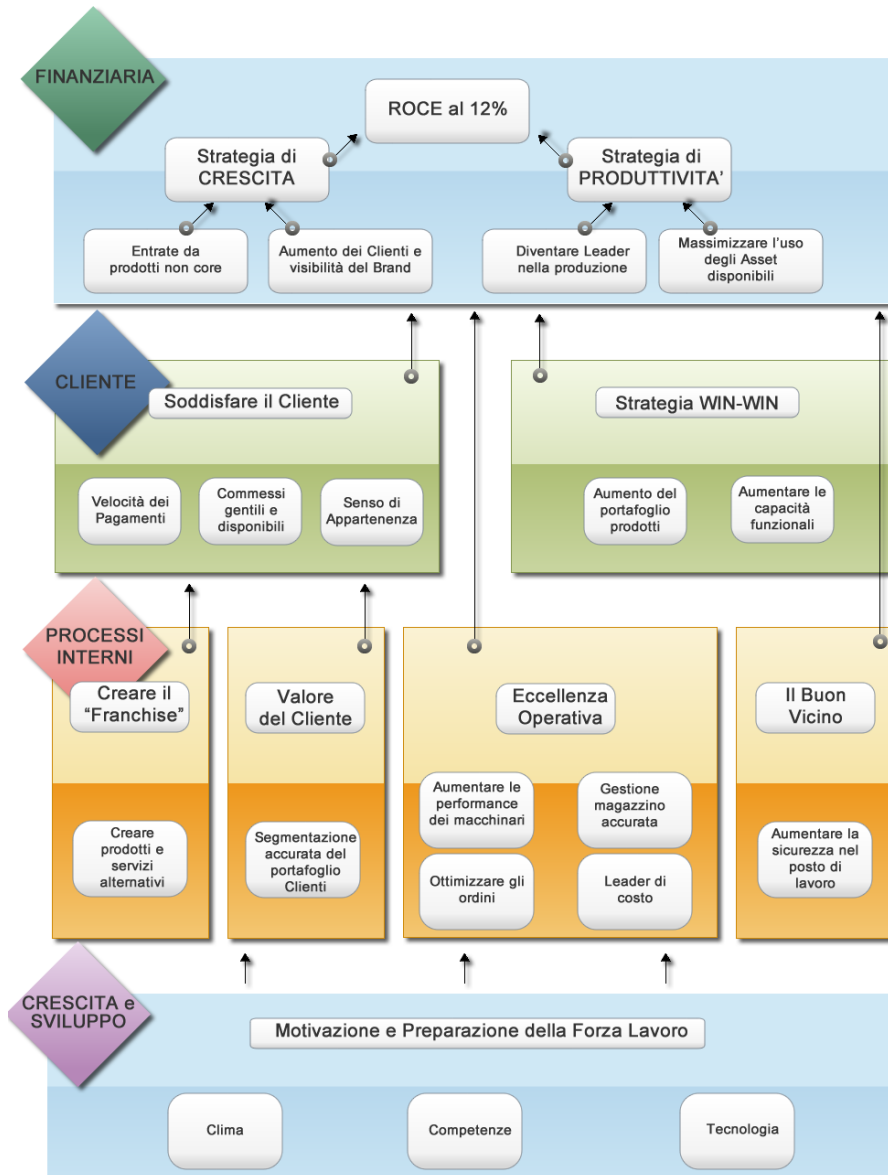 FINANZIARIA
ROCE al 12%
Strategia di
CRESCITA
Strategia di
PRODUTTIVITA'
Entrate da
prodotti non core
Aumento dei Clienti e
visibilità del Brand
Diventare Leader
nella produzione
Massimizzare l'uso
degli Asset
disponibili
CLIENTE
Soddisfare il Cliente
Strategia WIN-WIN
Velocità dei
Pagamenti
Commessi
gentili e
disponibili
Senso di
Appartenenza
Aumento del
portafoglio
prodotti
Aumentare le
capacità
funzionali
PROCESSI
INTERNI
Creare il
“Franchise”
Valore
del Cliente
Eccellenza
Operativa
Il Buon
Vicino
Creare
prodotti e
servizi
alternativi
Segmentazione
accurata del
portafoglio
Clienti
Aumentare le
performance
dei macchinari
Gestione
magazzino
accurata
Ottimizzare gli
ordini
Leader di
costo
Aumentare la
sicurezza nel
posto di
lavoro
CRESCITA e
SVILUPPO
Motivazione e Preparazione della Forza Lavoro
Clima
Competenze
Tecnologia